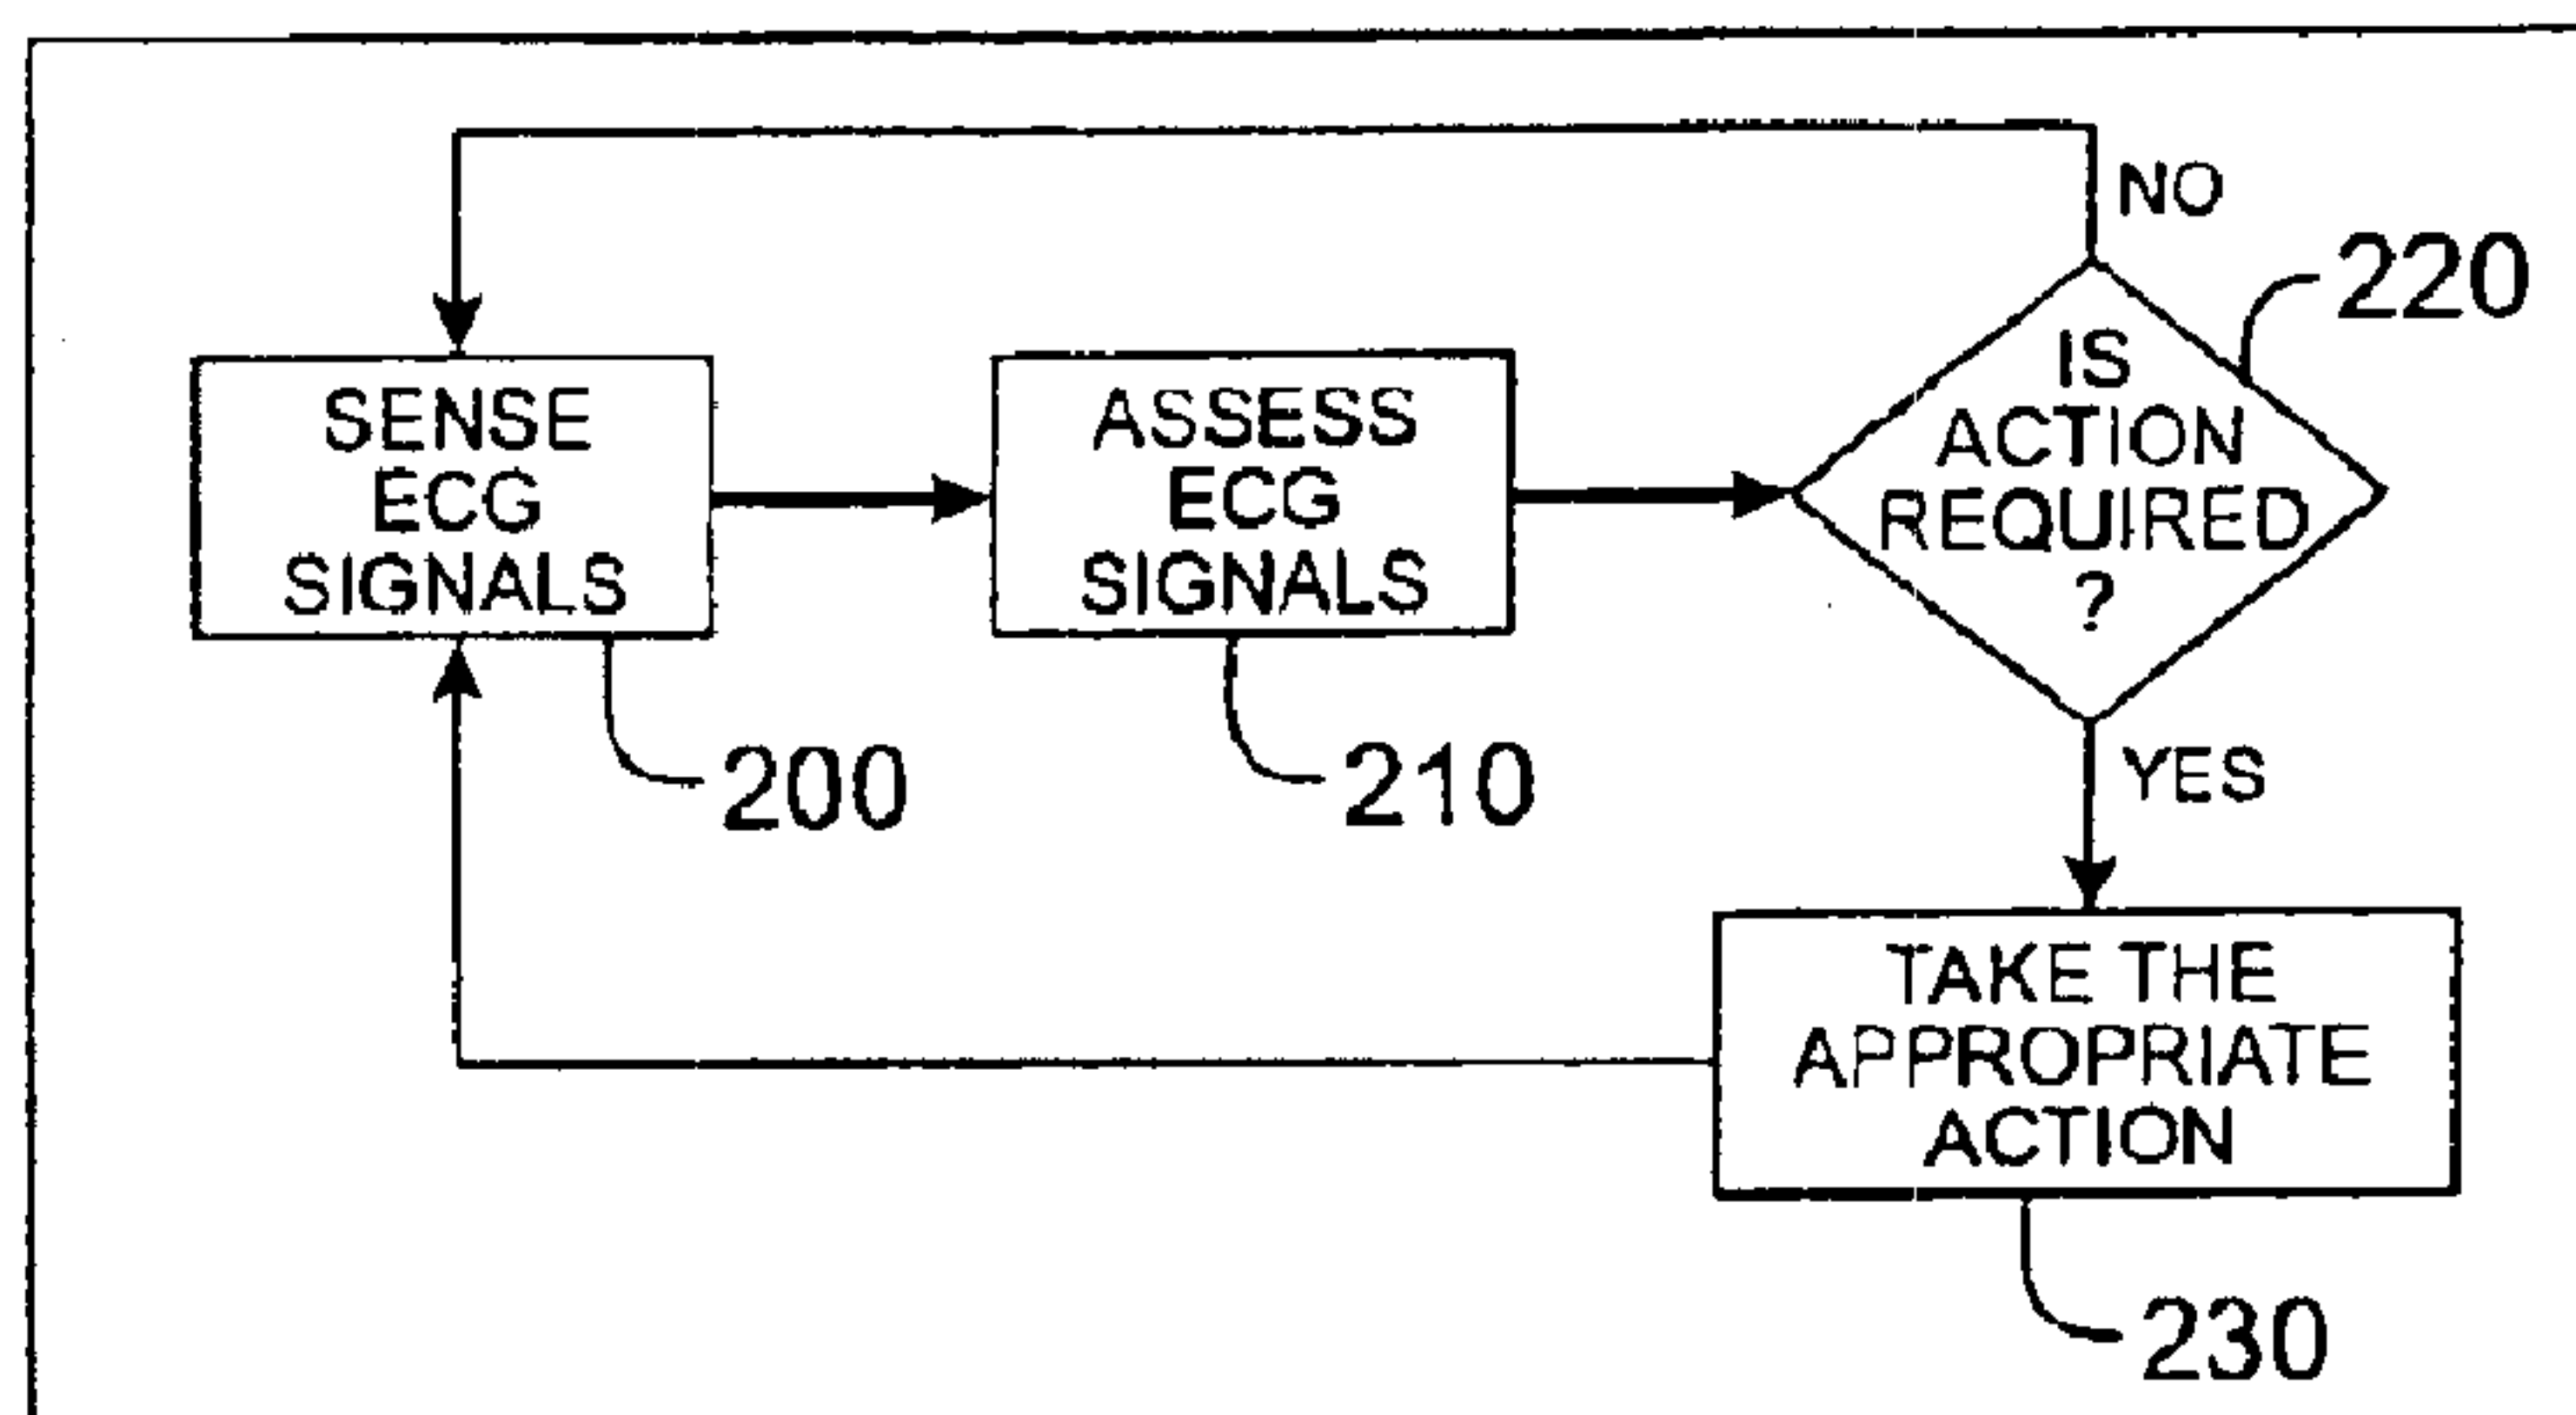 NO
220
SENSE
ECG
SIGNALS
200
ASSESS
ECG
SIGNALS
210
IS
ACTION
REQUIRED
?
YES
TAKE THE
APPROPRIATE
ACTION
230